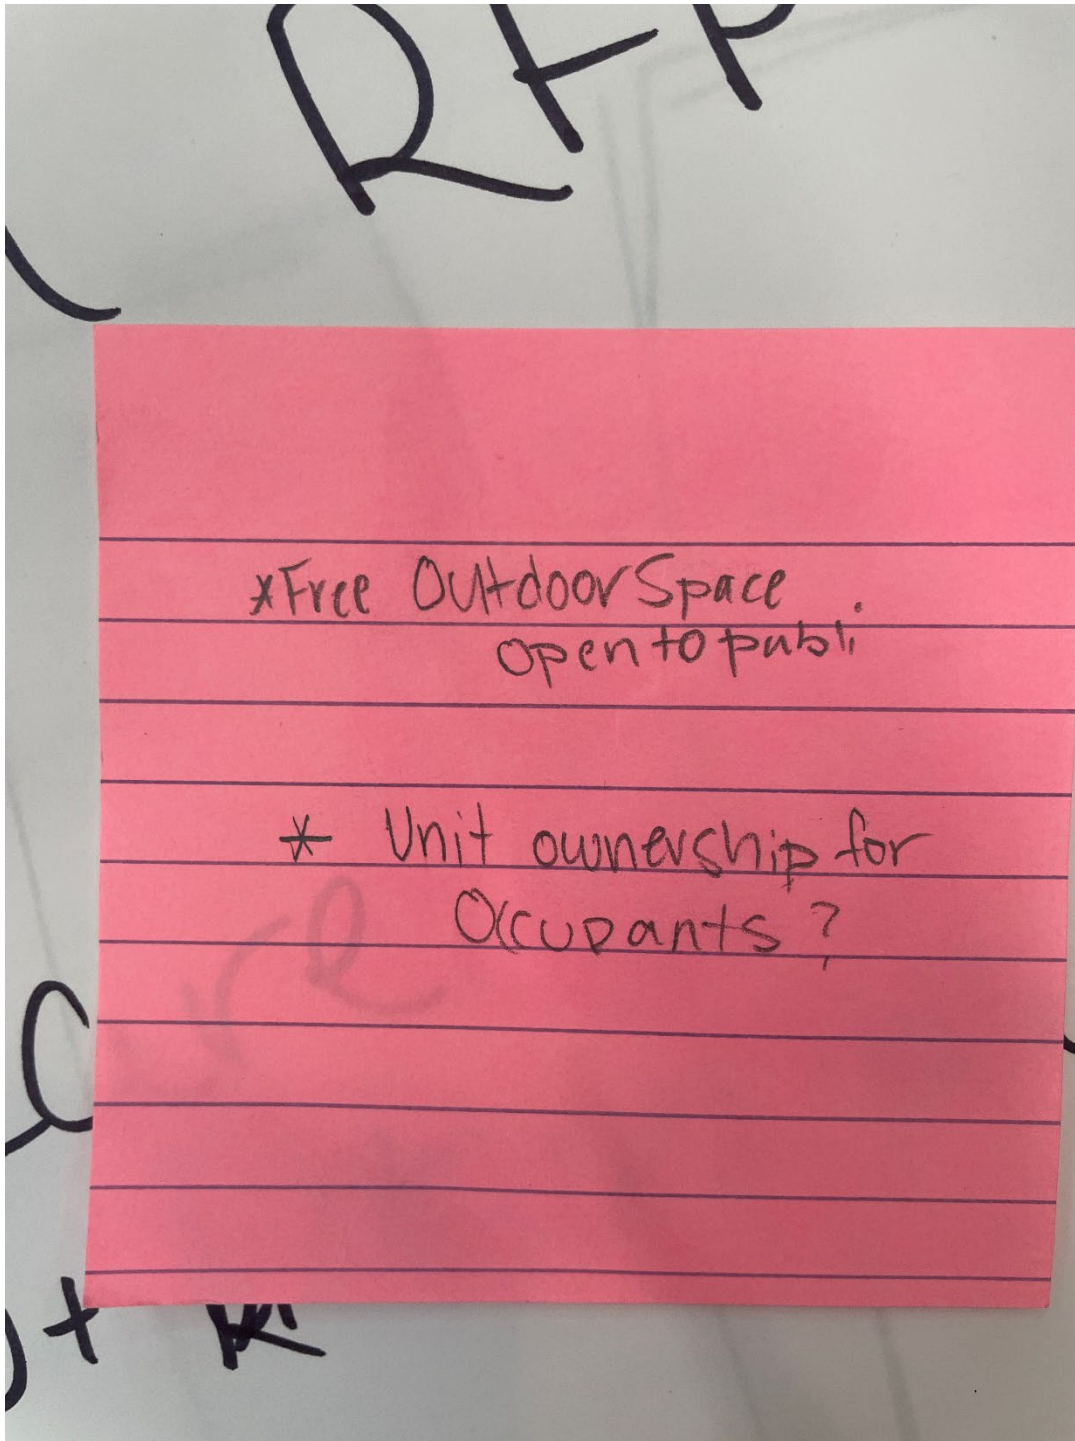 RFP
*Free Outdoor Space
open to publi
* Unit ownership for
Occupants?